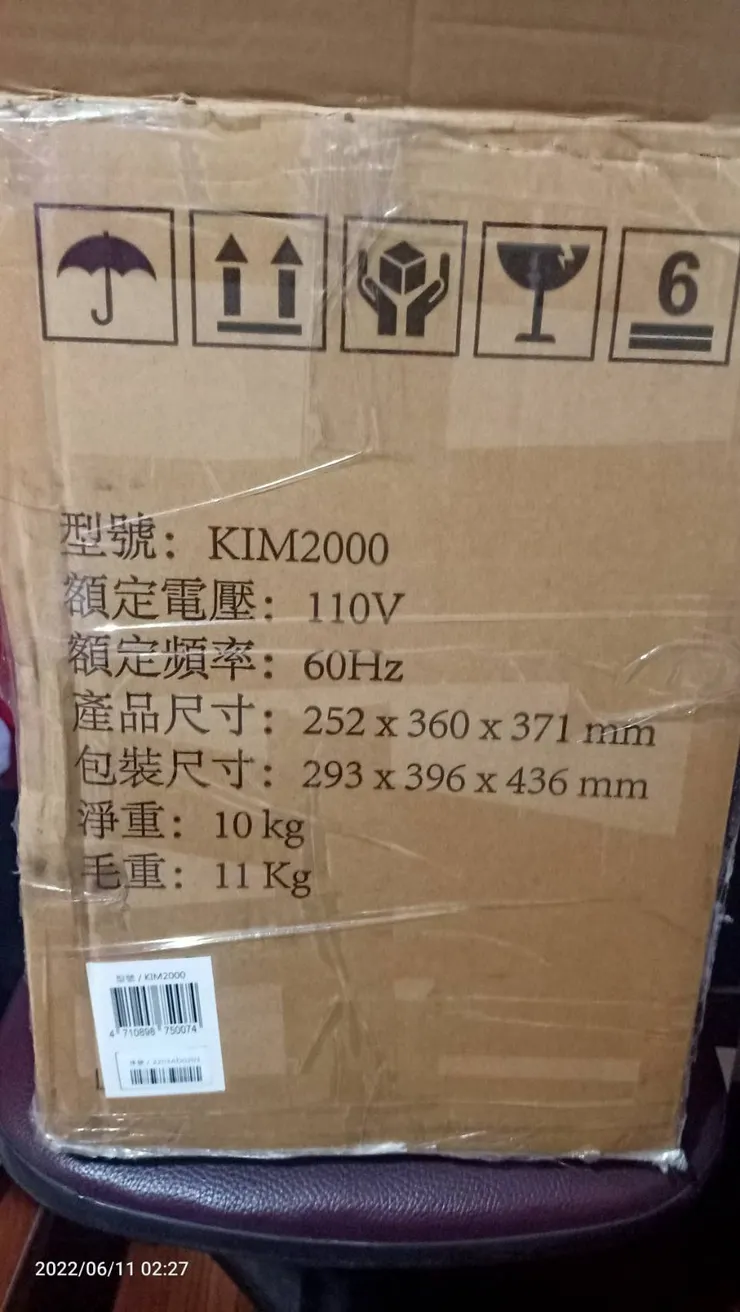 6
型號：KIM2000
額定電壓：110V
額定頻率：60Hz
產品尺寸：252 x 360 x 371 mm
包裝尺寸：293 x 396 x 436 mm
淨重：10 kg
毛重：11 Kg
型號 / KIM2000
4 710898 750074
2022/06/11 02:27